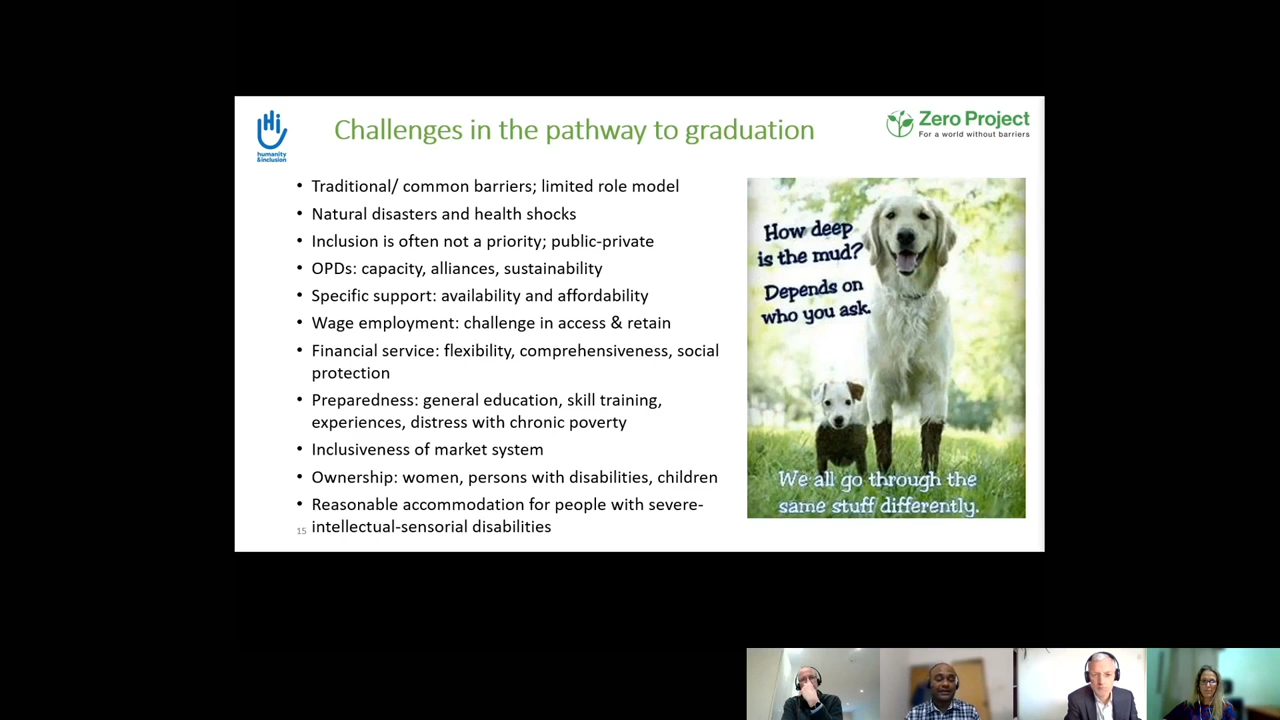 Hi
humanity
&inclusion
Challenges in the pathway to graduation
Zero Project
For a world without barriers
• Traditional/ common barriers; limited role model
• Natural disasters and health shocks
• Inclusion is often not a priority; public-private
• OPDs: capacity, alliances, sustainability
• Specific support: availability and affordability
• Wage employment: challenge in access & retain
• Financial service: flexibility, comprehensiveness, social
protection
• Preparedness: general education, skill training,
experiences, distress with chronic poverty
• Inclusiveness of market system
• Ownership: women, persons with disabilities, children
• Reasonable accommodation for people with severe-
intellectual-sensorial disabilities
15
How deep
is the mud?
Depends on
who you ask.
We all go through the
same stuff differently.